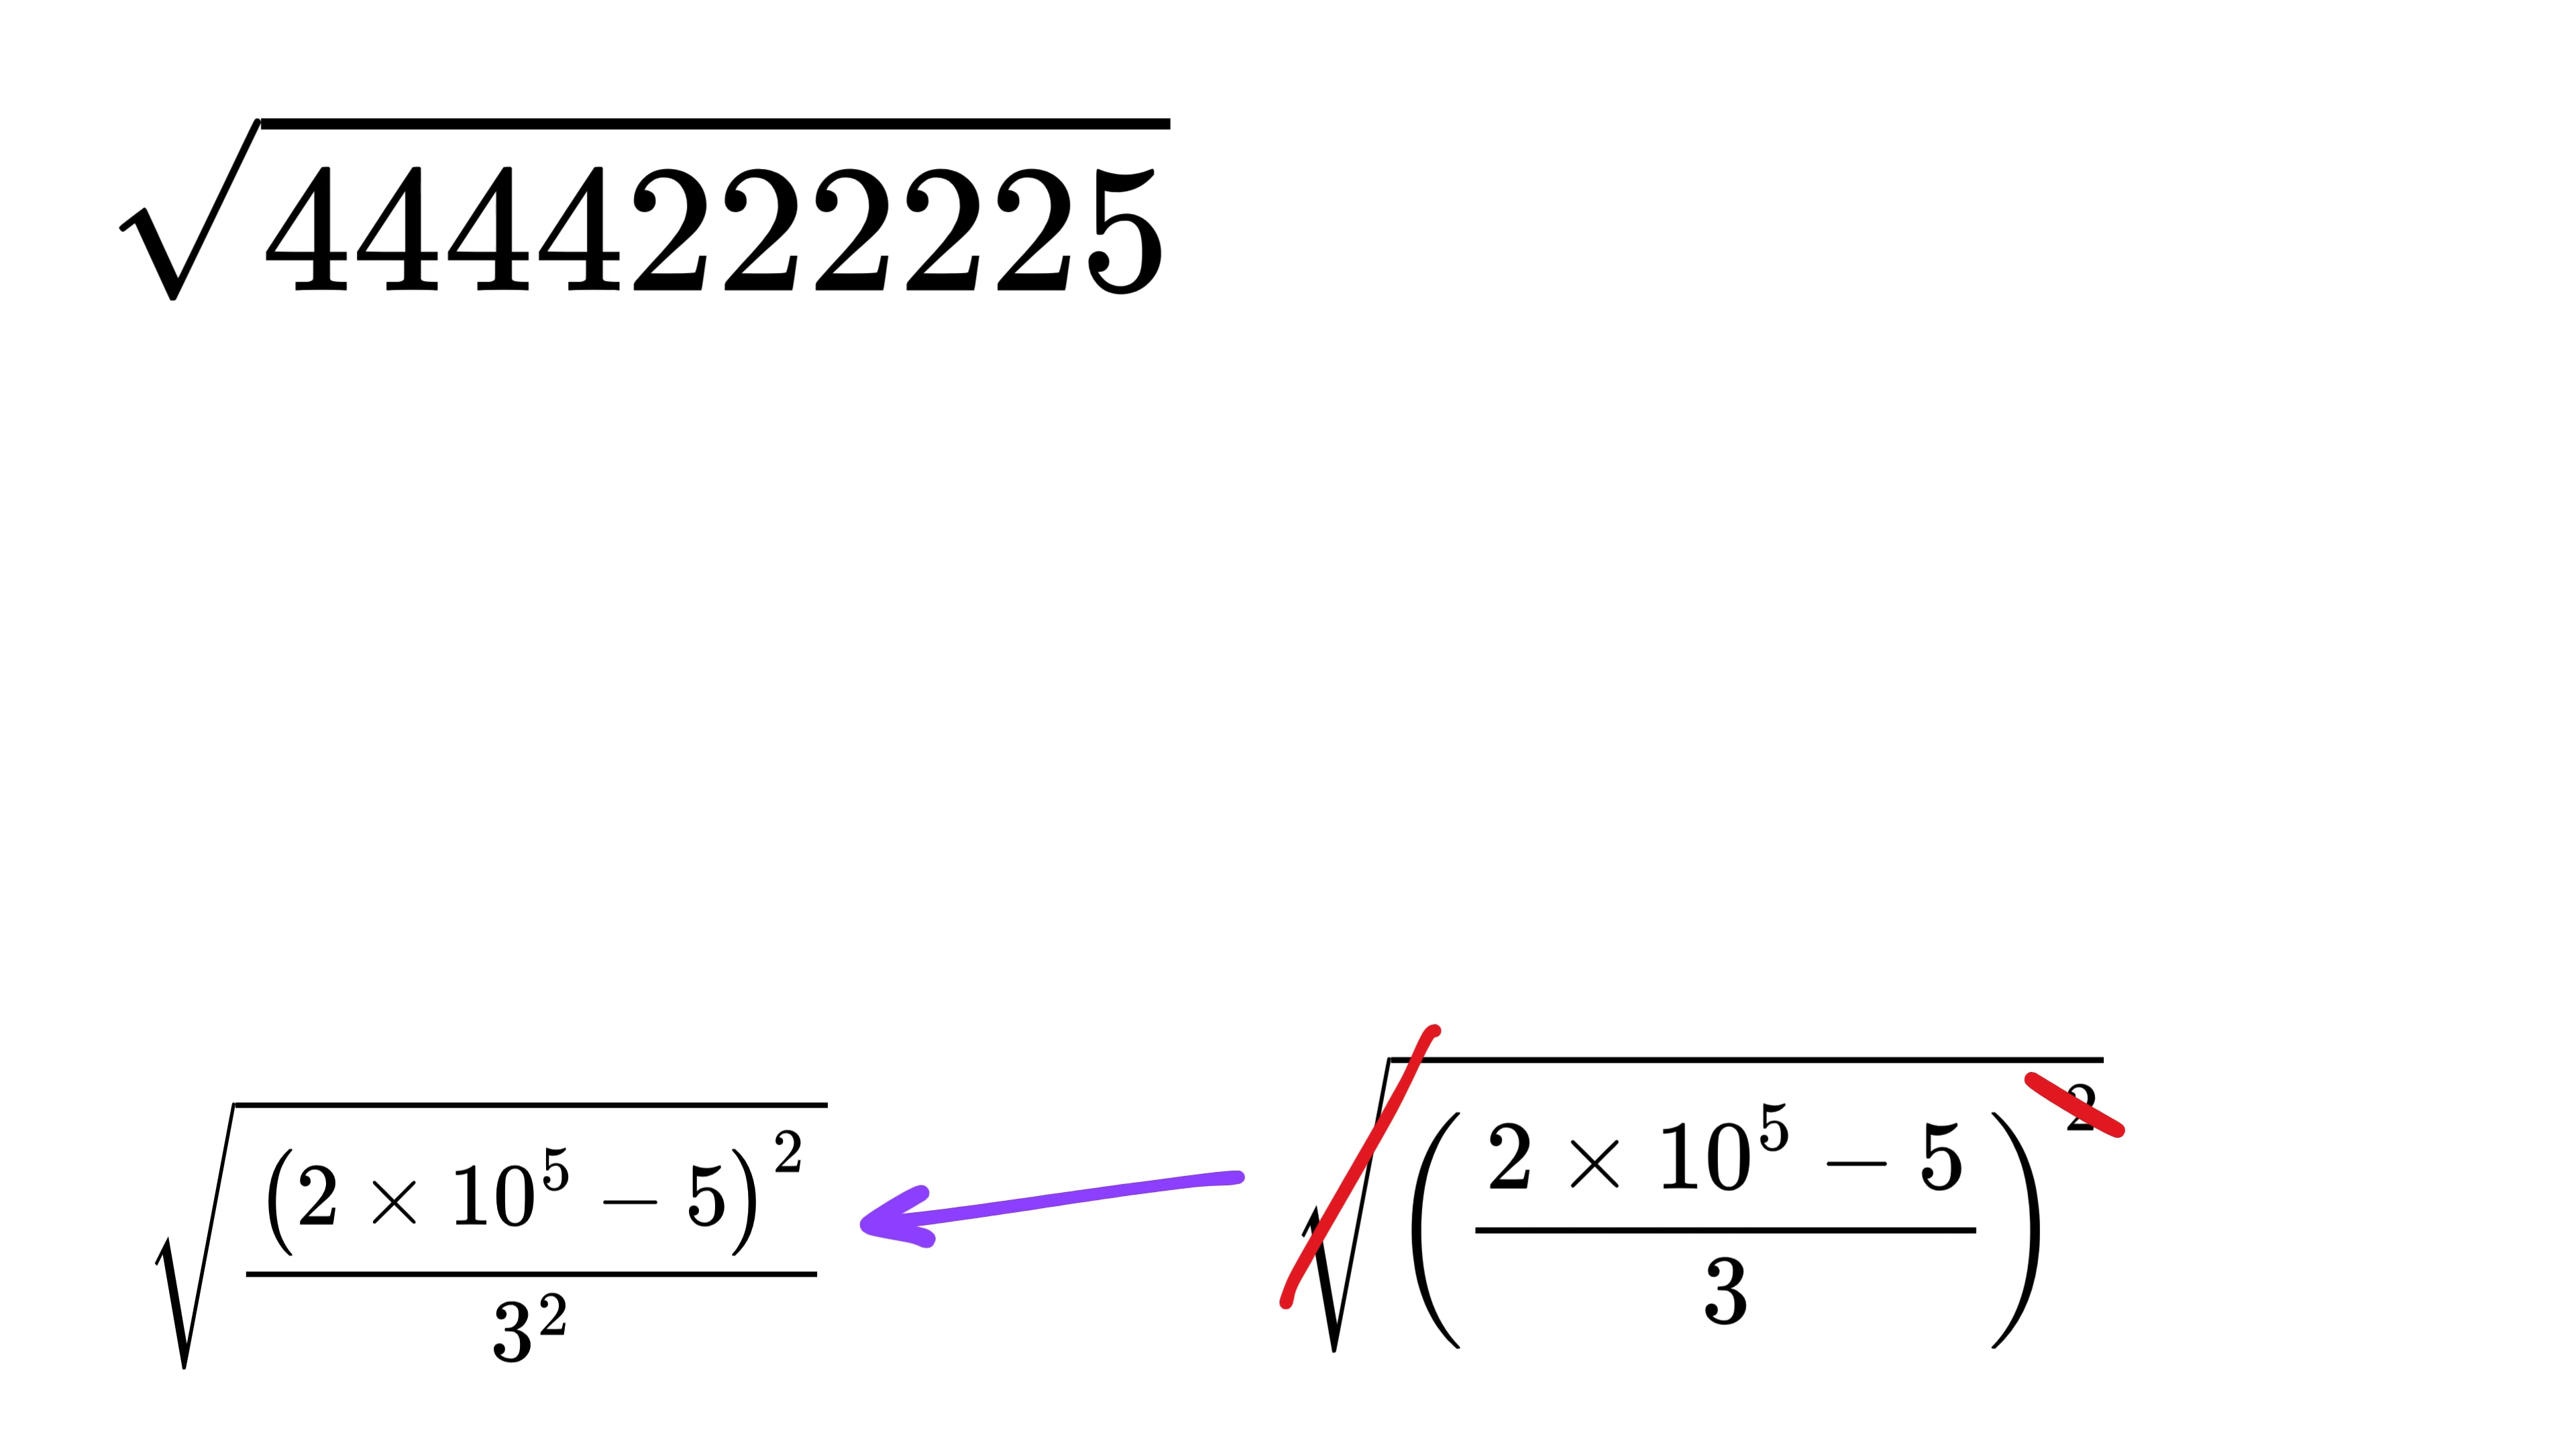 √4444222225
√((2 × 10⁵ − 5)² / 3²) √((2 × 10⁵ − 5) / 3)²